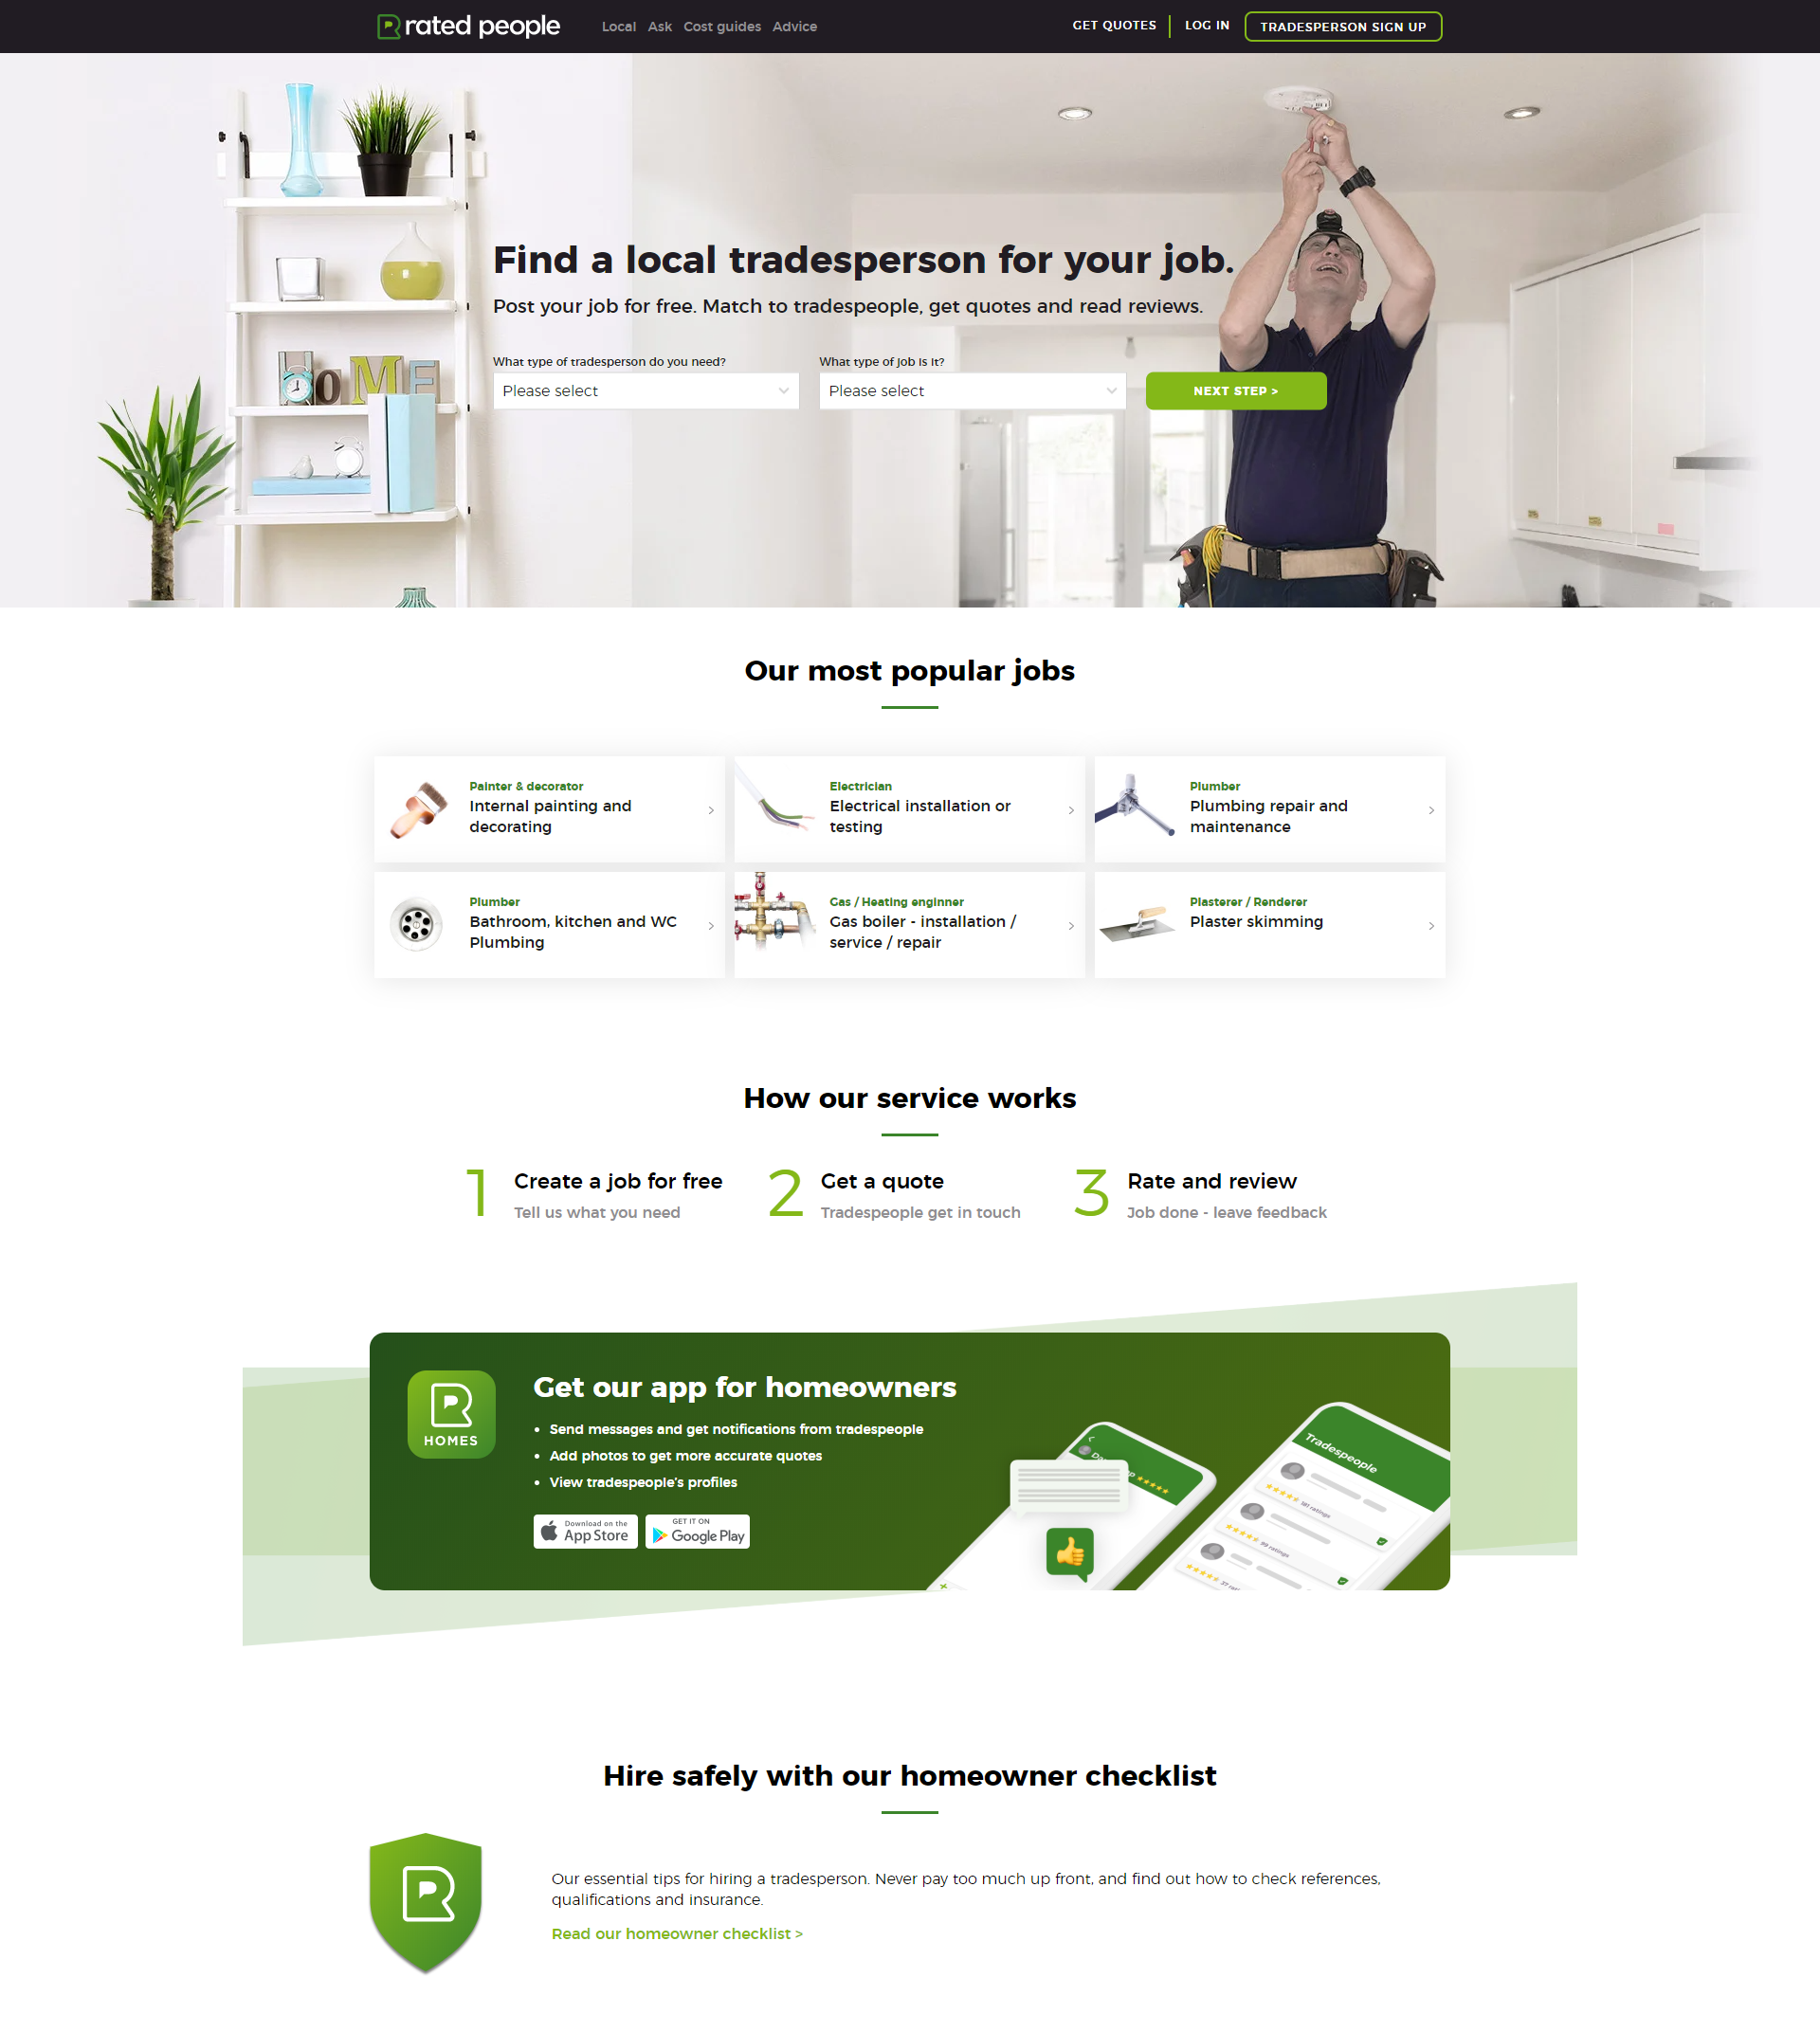 rated people
Local Ask Cost guides Advice
GET QUOTES LOG IN TRADESPERSON SIGN UP
HOME
Find a local tradesperson for your job.
Post your job for free. Match to tradespeople, get quotes and read reviews.
What type of tradesperson do you need?
What type of job is it?
Please select
Please select
NEXT STEP >
Our most popular jobs
Painter & decorator
Internal painting and
decorating
Electrician
Electrical installation or
testing
Plumber
Plumbing repair and
maintenance
Plumber
Bathroom, kitchen and WC
Plumbing
Gas / Heating enginner
Gas boiler - installation /
service / repair
Plasterer / Renderer
Plaster skimming
How our service works
1 Create a job for free
Tell us what you need
2 Get a quote
Tradespeople get in touch
3 Rate and review
Job done - leave feedback
R
HOMES
Get our app for homeowners
• Send messages and get notifications from tradespeople
• Add photos to get more accurate quotes
• View tradespeople's profiles
Download on the
App Store
GET IT ON
Google Play
Tradespeople
181 ratings
99 ratings
Hire safely with our homeowner checklist
R
Our essential tips for hiring a tradesperson. Never pay too much up front, and find out how to check references,
qualifications and insurance.
Read our homeowner checklist >